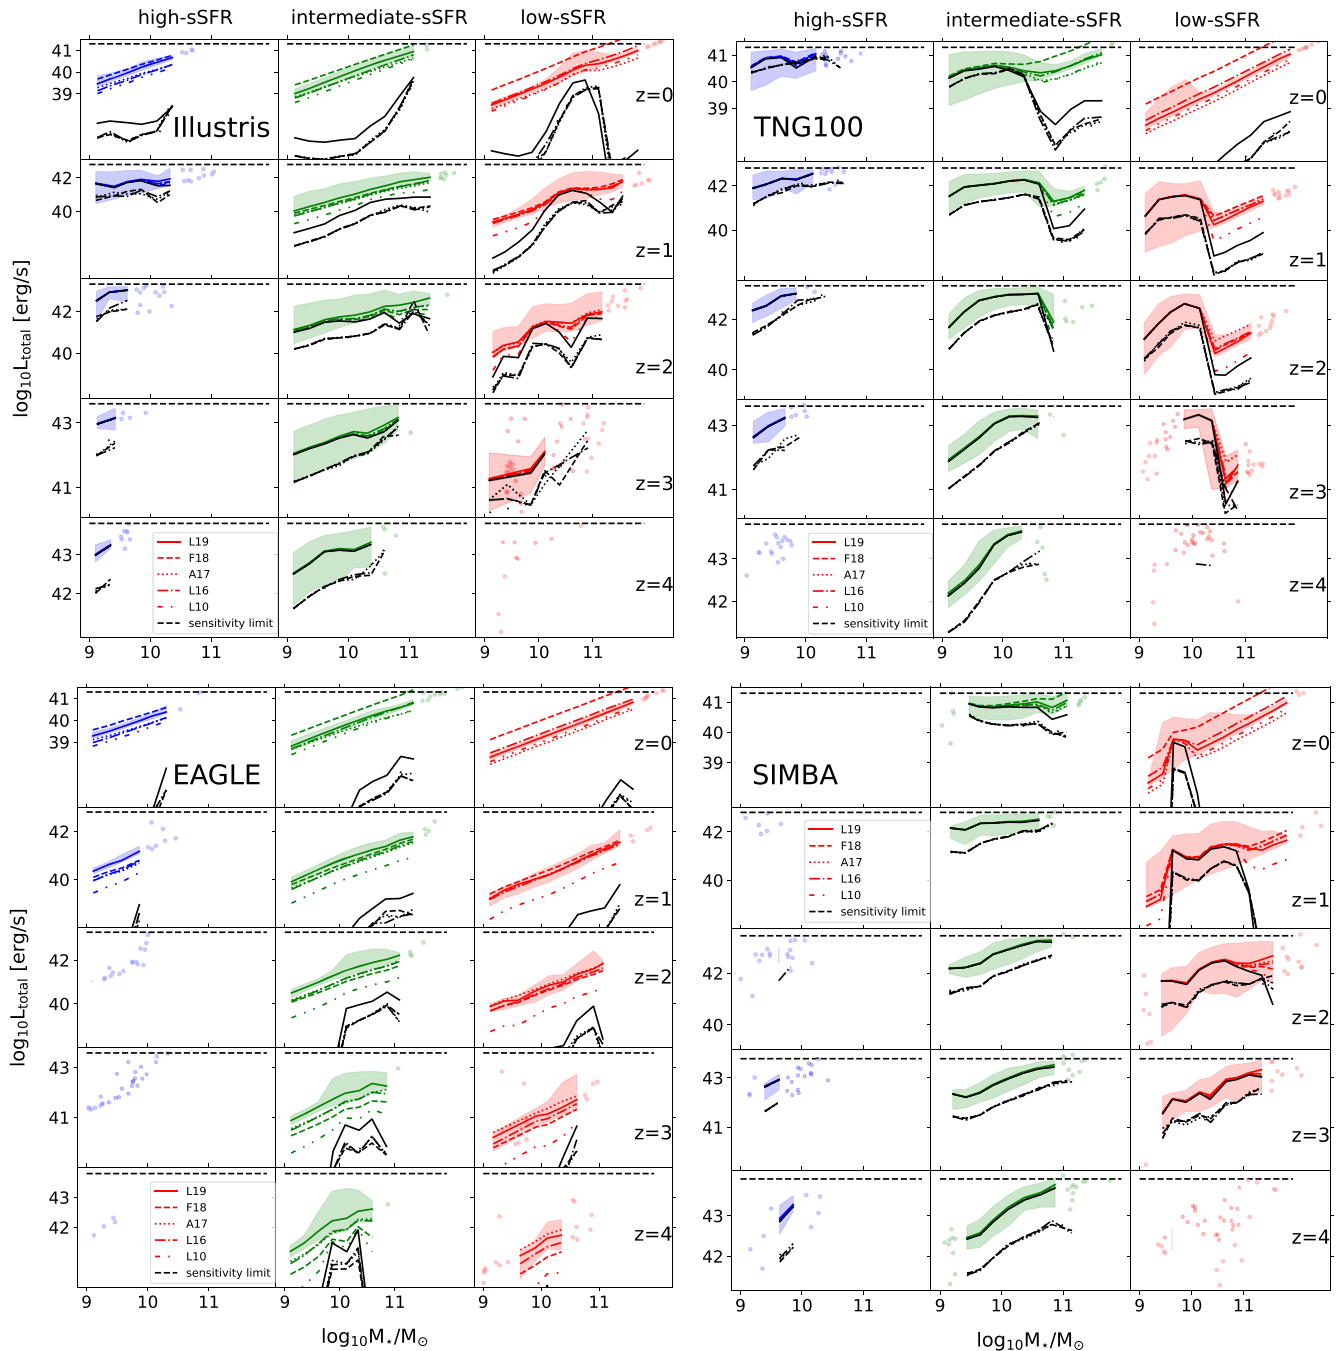 high-sSFR intermediate-sSFR low-sSFR
41
40
39
Illustris
z=0
42
40
z=1
42
40
z=2
43
41
z=3
43
42
z=4
L19
F18
A17
L16
L10
sensitivity limit
9 10 11 9 10 11 9 10 11
log₁₀L_total [erg/s]
high-sSFR intermediate-sSFR low-sSFR
41
40
39
TNG100
z=0
42
40
z=1
42
40
z=2
43
41
z=3
43
42
z=4
L19
F18
A17
L16
L10
sensitivity limit
9 10 11 9 10 11 9 10 11
41
40
39
EAGLE
z=0
42
40
z=1
42
40
z=2
43
41
z=3
43
42
z=4
L19
F18
A17
L16
L10
sensitivity limit
9 10 11 9 10 11 9 10 11
log₁₀L_total [erg/s]
log₁₀M⋆/M⊙
41
40
39
SIMBA
z=0
42
40
z=1
L19
F18
A17
L16
L10
sensitivity limit
42
40
z=2
43
41
z=3
43
42
z=4
9 10 11 9 10 11 9 10 11
log₁₀M⋆/M⊙